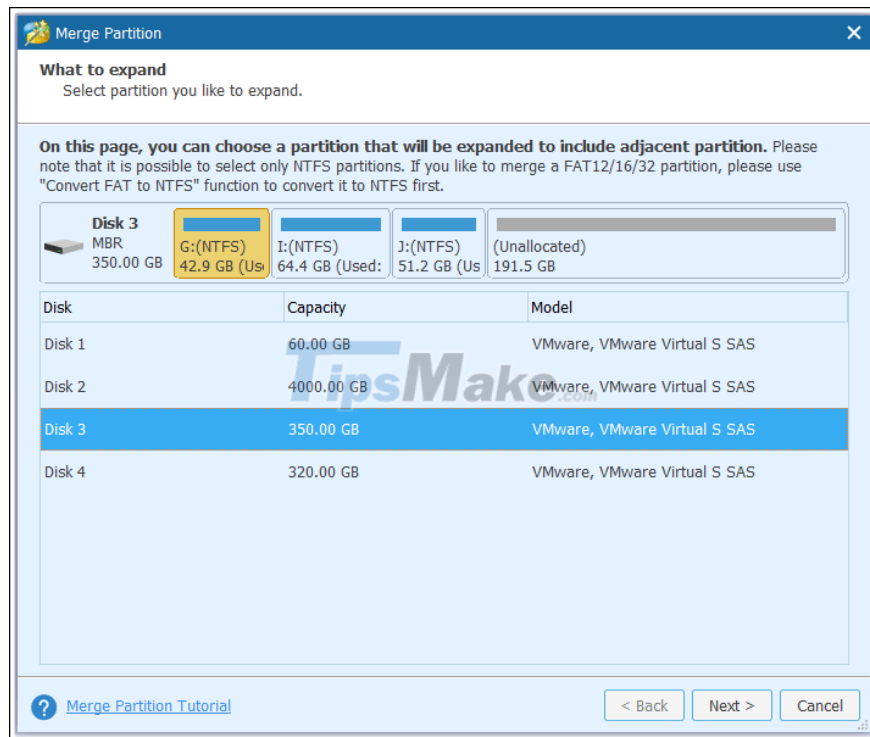 Merge Partition
What to expand
Select partition you like to expand.
On this page, you can choose a partition that will be expanded to include adjacent partition. Please
note that it is possible to select only NTFS partitions. If you like to merge a FAT12/16/32 partition, please use
"Convert FAT to NTFS" function to convert it to NTFS first.
Disk 3
MBR
350.00 GB
G:(NTFS)
42.9 GB (Use
I:(NTFS)
64.4 GB (Used:
J:(NTFS)
51.2 GB (Us
(Unallocated)
191.5 GB
Disk Capacity Model
Disk 1 60.00 GB VMware, VMware Virtual S SAS
Disk 2 4000.00 GB VMware, VMware Virtual S SAS
TipsMake.com
Disk 3 350.00 GB VMware, VMware Virtual S SAS
Disk 4 320.00 GB VMware, VMware Virtual S SAS
? Merge Partition Tutorial < Back Next > Cancel